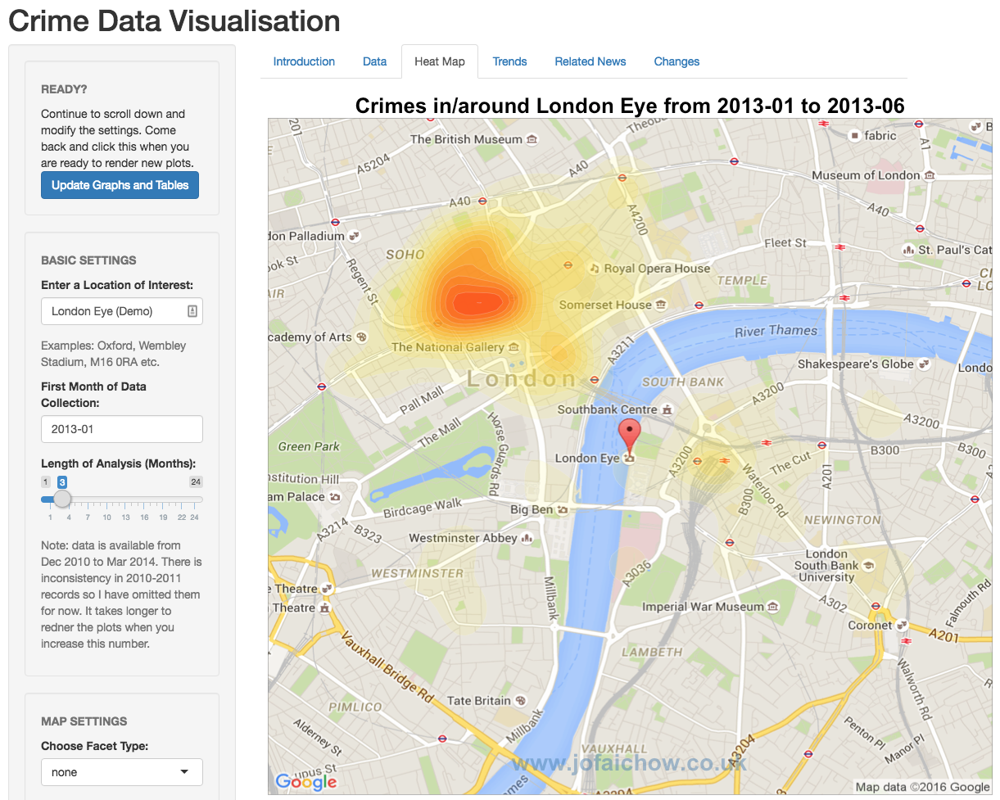 Crime Data Visualisation
READY?
Continue to scroll down and
modify the settings. Come
back and click this when you
are ready to render new plots.
Update Graphs and Tables
BASIC SETTINGS
Enter a Location of Interest:
London Eye (Demo)
Examples: Oxford, Wembley
Stadium, M16 0RA etc.
First Month of Data
Collection:
2013-01
Length of Analysis (Months):
1 3 24
1 4 7 10 13 16 19 22 24
Note: data is available from
Dec 2010 to Mar 2014. There is
inconsistency in 2010-2011
records so I have omitted them
for now. It takes longer to
redner the plots when you
increase this number.
MAP SETTINGS
Choose Facet Type:
none
Introduction Data Heat Map Trends Related News Changes
Crimes in/around London Eye from 2013-01 to 2013-06
201
The British Museum
Theob
fabric
A1
A5204
A40
Museum of London
A40
A40
A4200
don Palladium
SOHO
Fleet St
St. Paul's Cat
ok St
Regent St
Royal Opera House
TEMPLE
AIR
Somerset House
cademy of Arts
River Thames
The National Gallery
A3211
Shakespeare's Globe
London
Londo
SOUTH BANK
A3200
Pall Mall
Southbank Centre
The Mall
Horse Guards Rd
A3200
Green Park
London Eye
A3200
The Cut
B300
B300
nstitution Hill
A201
am Palace
Birdcage Walk
Big Ben
B300
Waterloo Rd
A3214
B323
Westminster Abbey
NEWINGTON
WESTMINSTER
A3036
London
South Bank
University
e Theatre
Theatre
Millbank
Imperial War Museum
A302
Falmouth Rd
Coronet
A201
Vauxhall Bridge Rd
LAMBETH
Walworth Rd
PIMLICO
Tate Britain
Millbank
Alderney St
Penton Pl
Manor Pl
VAUXHALL
A3204
www.jofaichow.co.uk
upus St
Google
ames
A3204
Map data ©2016 Google